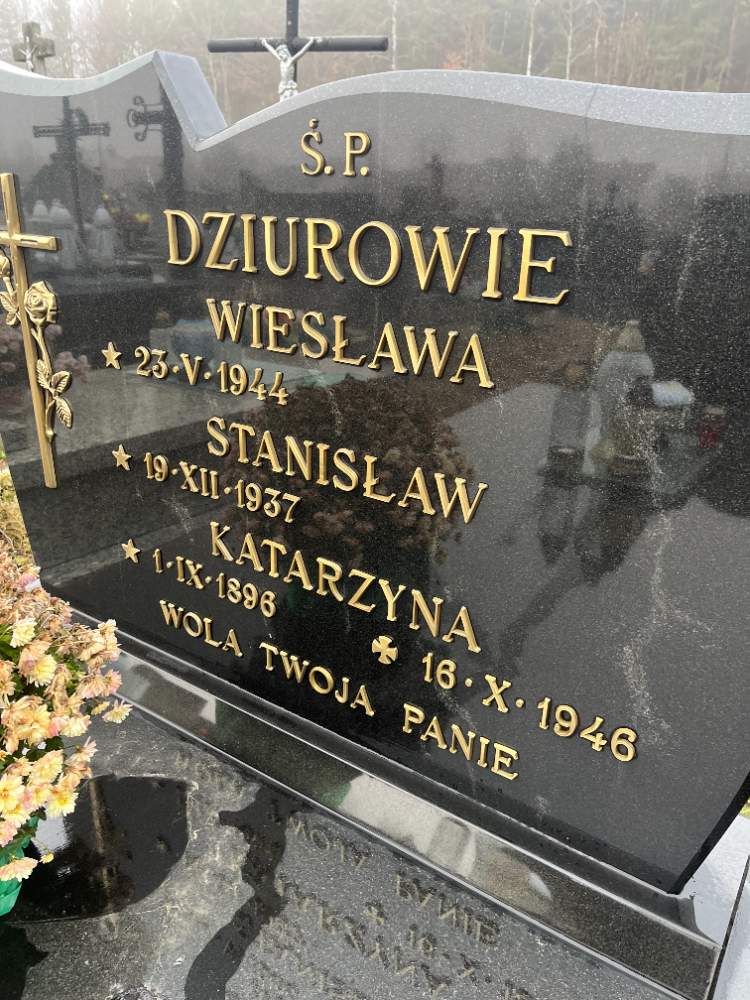 Ś. P.
DZIUROWIE
WIESŁAWA
★ 23·V·1944
STANISŁAW
★ 19·XII·1937
KATARZYNA
★ 1·IX·1896 ✠ 16·X·1946
WOLA TWOJA PANIE